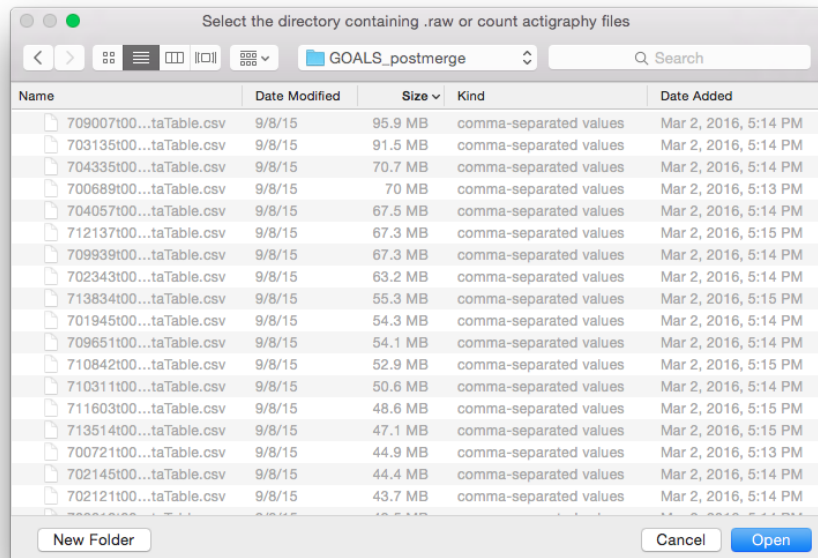 Select the directory containing .raw or count actigraphy files
GOALS_postmerge Search
Name Date Modified Size Kind Date Added
709007t00...taTable.csv 9/8/15 95.9 MB comma-separated values Mar 2, 2016, 5:14 PM
703135t00...taTable.csv 9/8/15 91.5 MB comma-separated values Mar 2, 2016, 5:14 PM
704335t00...taTable.csv 9/8/15 70.7 MB comma-separated values Mar 2, 2016, 5:14 PM
700689t00...taTable.csv 9/8/15 70 MB comma-separated values Mar 2, 2016, 5:13 PM
704057t00...taTable.csv 9/8/15 67.5 MB comma-separated values Mar 2, 2016, 5:14 PM
712137t00...taTable.csv 9/8/15 67.3 MB comma-separated values Mar 2, 2016, 5:15 PM
709939t00...taTable.csv 9/8/15 67.3 MB comma-separated values Mar 2, 2016, 5:14 PM
702343t00...taTable.csv 9/8/15 63.2 MB comma-separated values Mar 2, 2016, 5:14 PM
713834t00...taTable.csv 9/8/15 55.3 MB comma-separated values Mar 2, 2016, 5:15 PM
701945t00...taTable.csv 9/8/15 54.3 MB comma-separated values Mar 2, 2016, 5:14 PM
709651t00...taTable.csv 9/8/15 54.1 MB comma-separated values Mar 2, 2016, 5:14 PM
710842t00...taTable.csv 9/8/15 52.9 MB comma-separated values Mar 2, 2016, 5:15 PM
710311t00...taTable.csv 9/8/15 50.6 MB comma-separated values Mar 2, 2016, 5:14 PM
711603t00...taTable.csv 9/8/15 48.6 MB comma-separated values Mar 2, 2016, 5:15 PM
713514t00...taTable.csv 9/8/15 47.1 MB comma-separated values Mar 2, 2016, 5:15 PM
700721t00...taTable.csv 9/8/15 44.9 MB comma-separated values Mar 2, 2016, 5:13 PM
702145t00...taTable.csv 9/8/15 44.4 MB comma-separated values Mar 2, 2016, 5:14 PM
702121t00...taTable.csv 9/8/15 43.7 MB comma-separated values Mar 2, 2016, 5:14 PM
New Folder Cancel Open